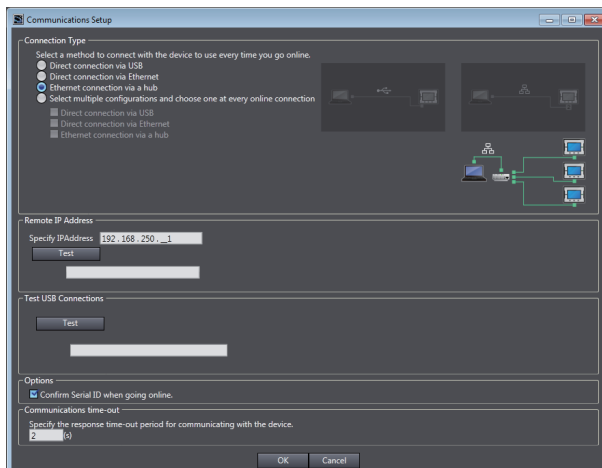 Communications Setup
Connection Type
Select a method to connect with the device to use every time you go online.
Direct connection via USB
Direct connection via Ethernet
Ethernet connection via a hub
Select multiple configurations and choose one at every online connection
Direct connection via USB
Direct connection via Ethernet
Ethernet connection via a hub
Remote IP Address
Specify IPAddress 192.168.250.__1
Test
Test USB Connections
Test
Options
Confirm Serial ID when going online.
Communications time-out
Specify the response time-out period for communicating with the device.
2 (s)
OK Cancel